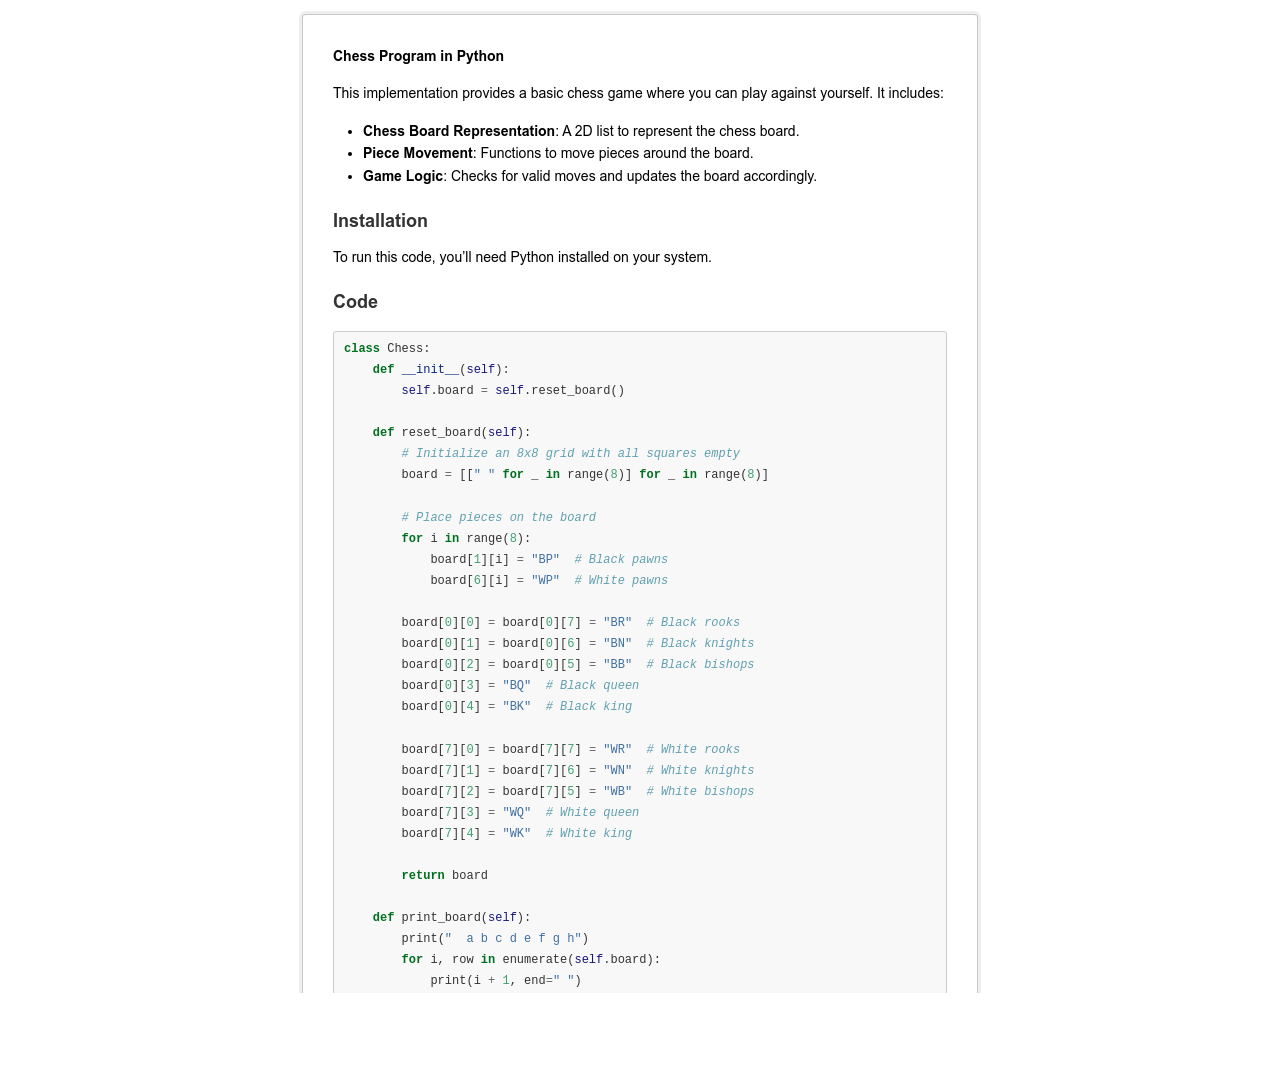 Chess Program in Python
This implementation provides a basic chess game where you can play against yourself. It includes:
• Chess Board Representation: A 2D list to represent the chess board.
• Piece Movement: Functions to move pieces around the board.
• Game Logic: Checks for valid moves and updates the board accordingly.
Installation
To run this code, you’ll need Python installed on your system.
Code
class Chess:
    def __init__(self):
        self.board = self.reset_board()

    def reset_board(self):
        # Initialize an 8x8 grid with all squares empty
        board = [[" " for _ in range(8)] for _ in range(8)]

        # Place pieces on the board
        for i in range(8):
            board[1][i] = "BP"  # Black pawns
            board[6][i] = "WP"  # White pawns

        board[0][0] = board[0][7] = "BR"  # Black rooks
        board[0][1] = board[0][6] = "BN"  # Black knights
        board[0][2] = board[0][5] = "BB"  # Black bishops
        board[0][3] = "BQ"  # Black queen
        board[0][4] = "BK"  # Black king

        board[7][0] = board[7][7] = "WR"  # White rooks
        board[7][1] = board[7][6] = "WN"  # White knights
        board[7][2] = board[7][5] = "WB"  # White bishops
        board[7][3] = "WQ"  # White queen
        board[7][4] = "WK"  # White king

        return board

    def print_board(self):
        print("  a b c d e f g h")
        for i, row in enumerate(self.board):
            print(i + 1, end=" ")